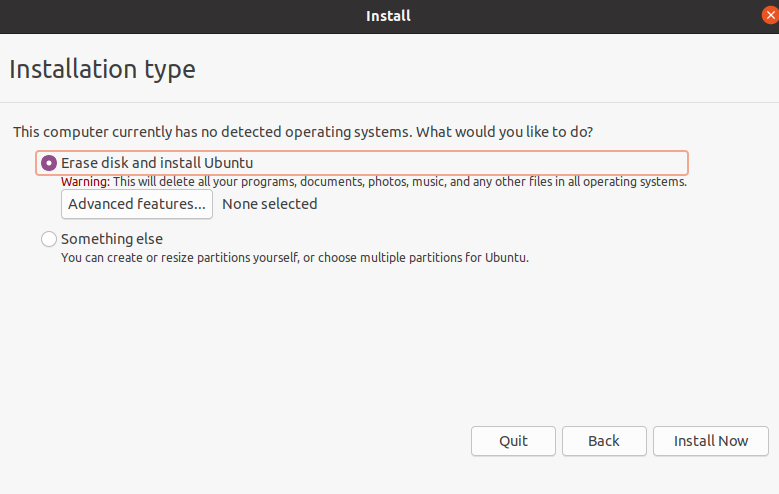 Install
Installation type
This computer currently has no detected operating systems. What would you like to do?
Erase disk and install Ubuntu
Warning: This will delete all your programs, documents, photos, music, and any other files in all operating systems.
Advanced features... None selected
Something else
You can create or resize partitions yourself, or choose multiple partitions for Ubuntu.
Quit Back Install Now